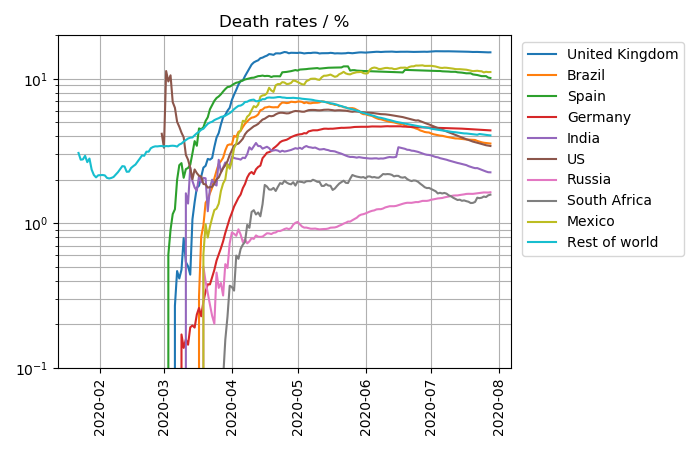 Death rates / %
10¹
10⁰
10⁻¹
2020-02
2020-03
2020-04
2020-05
2020-06
2020-07
2020-08
United Kingdom
Brazil
Spain
Germany
India
US
Russia
South Africa
Mexico
Rest of world